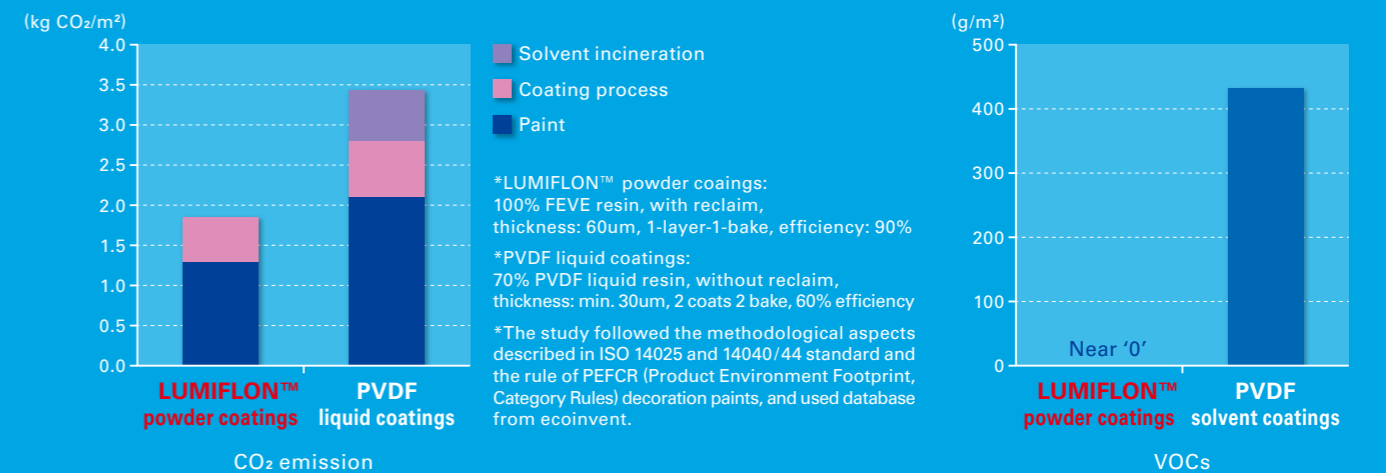 (kg CO₂/m²)
4.0
3.5
3.0
2.5
2.0
1.5
1.0
0.5
0.0
LUMIFLON™
powder coatings
PVDF
liquid coatings
CO₂ emission
Solvent incineration
Coating process
Paint
*LUMIFLON™ powder coaings:
100% FEVE resin, with reclaim,
thickness: 60um, 1-layer-1-bake, efficiency: 90%
*PVDF liquid coatings:
70% PVDF liquid resin, without reclaim,
thickness: min. 30um, 2 coats 2 bake, 60% efficiency
*The study followed the methodological aspects
described in ISO 14025 and 14040/44 standard and
the rule of PEFCR (Product Environment Footprint,
Category Rules) decoration paints, and used database
from ecoinvent.
(g/m²)
500
400
300
200
100
0
Near ‘0’
LUMIFLON™
powder coatings
PVDF
solvent coatings
VOCs